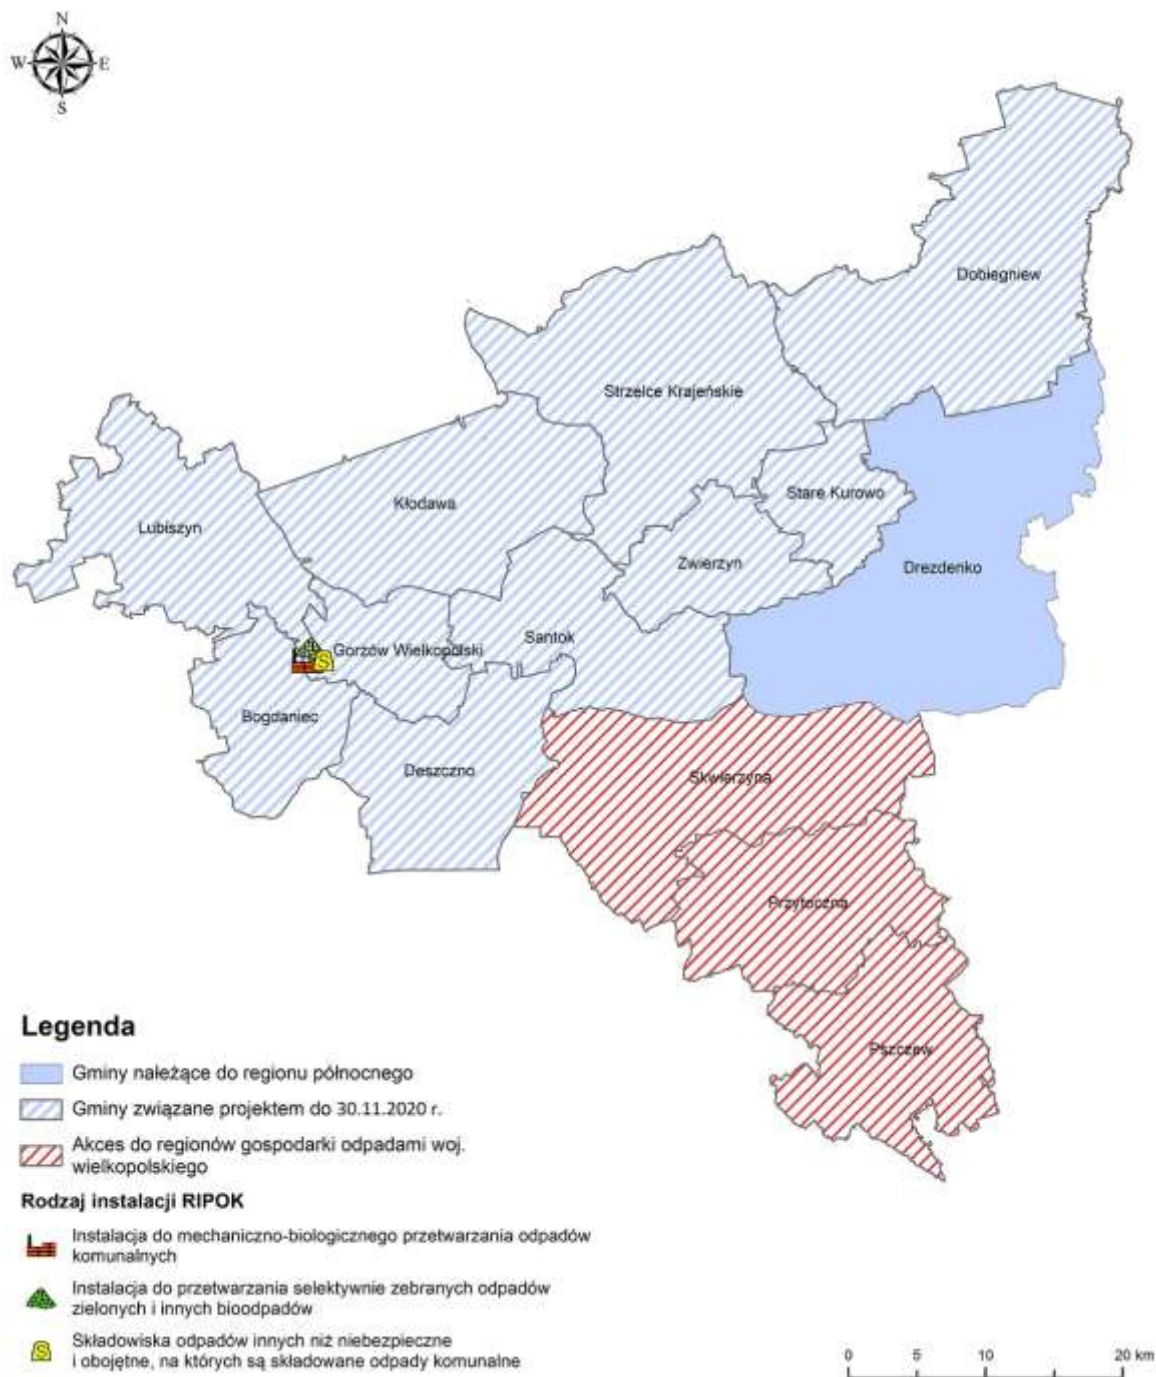 N
W E
S
Dobiegniew
Strzelce Krajeńskie
Stare Kurowo
Kłodawa
Lubiszyn
Zwierzyn
Drezdenko
Santok
Gorzów Wielkopolski
S
Bogdaniec
Deszczno
Skwierzyna
Przytoczna
Pszczew
Legenda
Gminy należące do regionu północnego
Gminy związane projektem do 30.11.2020 r.
Akces do regionów gospodarki odpadami woj.
wielkopolskiego
Rodzaj instalacji RIPOK
Instalacja do mechaniczno-biologicznego przetwarzania odpadów
komunalnych
Instalacja do przetwarzania selektywnie zebranych odpadów
zielonych i innych bioodpadów
S
Składowiska odpadów innych niż niebezpieczne
i obojętne, na których są składowane odpady komunalne
0 5 10 20 km